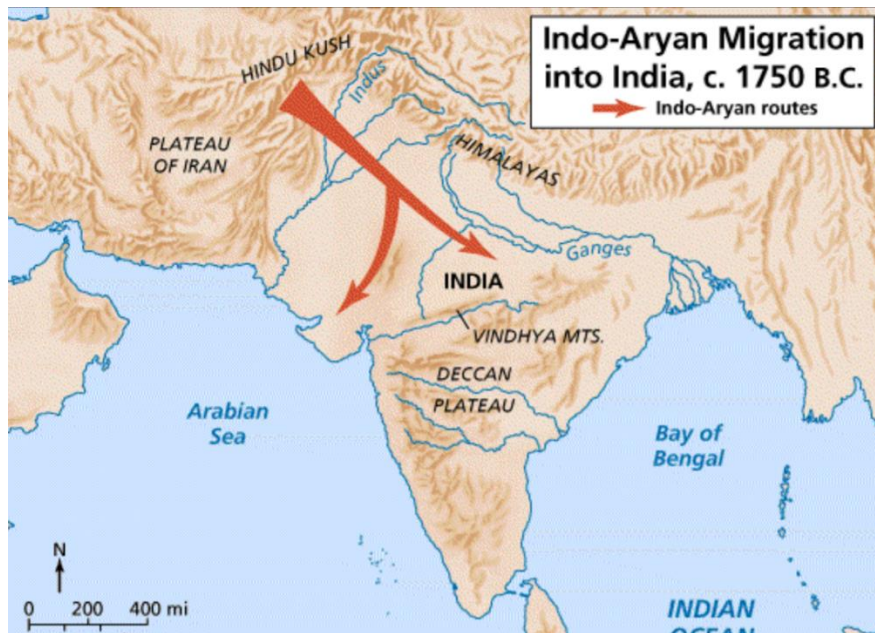 Indo-Aryan Migration
into India, c. 1750 B.C.
Indo-Aryan routes
HINDU KUSH
Indus
PLATEAU
OF IRAN
HIMALAYAS
Ganges
INDIA
VINDHYA MTS.
DECCAN
PLATEAU
Arabian
Sea
Bay of
Bengal
N
0 200 400 mi
INDIAN
OCEAN